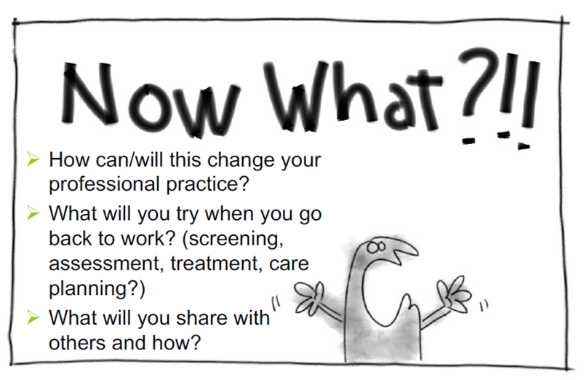 Now What?!!
How can/will this change your
professional practice?
What will you try when you go
back to work? (screening,
assessment, treatment, care
planning?)
What will you share with
others and how?